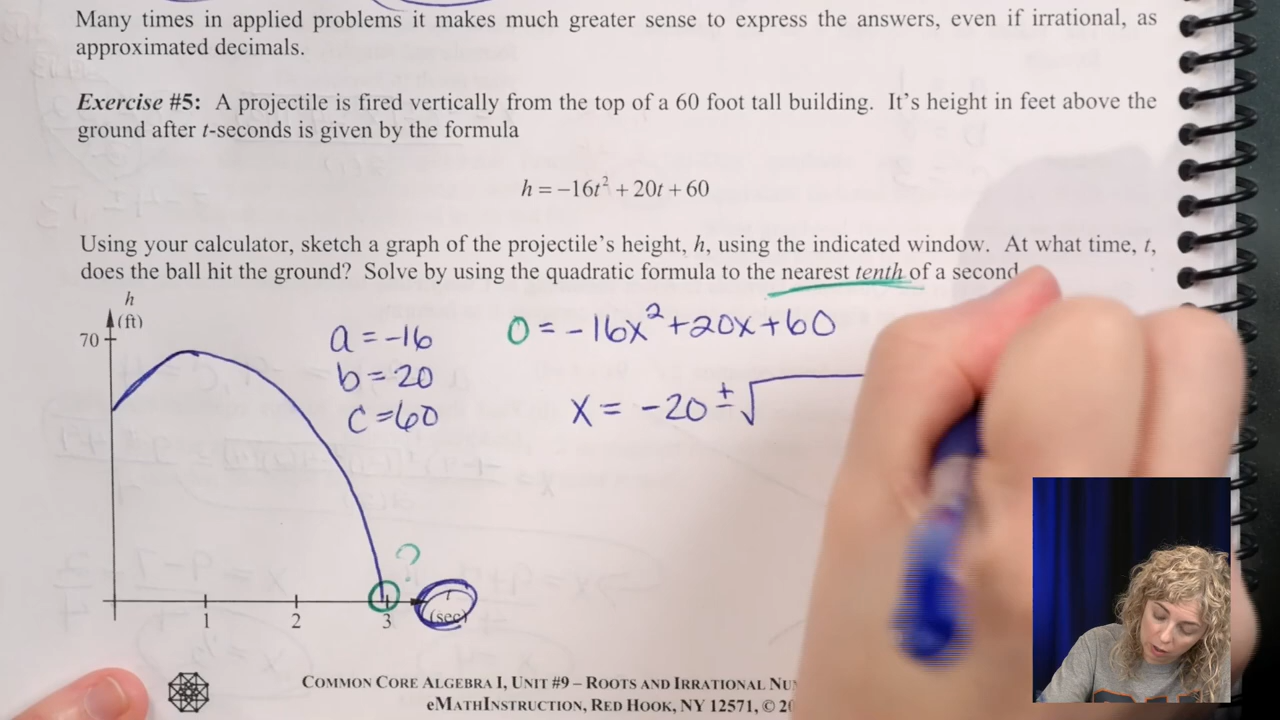 Many times in applied problems it makes much greater sense to express the answers, even if irrational, as
approximated decimals.
Exercise #5: A projectile is fired vertically from the top of a 60 foot tall building. It's height in feet above the
ground after t-seconds is given by the formula
h = −16t² + 20t + 60
Using your calculator, sketch a graph of the projectile's height, h, using the indicated window. At what time, t,
does the ball hit the ground? Solve by using the quadratic formula to the nearest tenth of a second
h
(ft)
70
a = -16
b = 20
c = 60
0 = -16x² + 20x + 60
x = -20 ± √
?
1 2 3
(sec)
COMMON CORE ALGEBRA I, UNIT #9 – ROOTS AND IRRATIONAL
EMATHINSTRUCTION, RED HOOK, NY 12571, ©